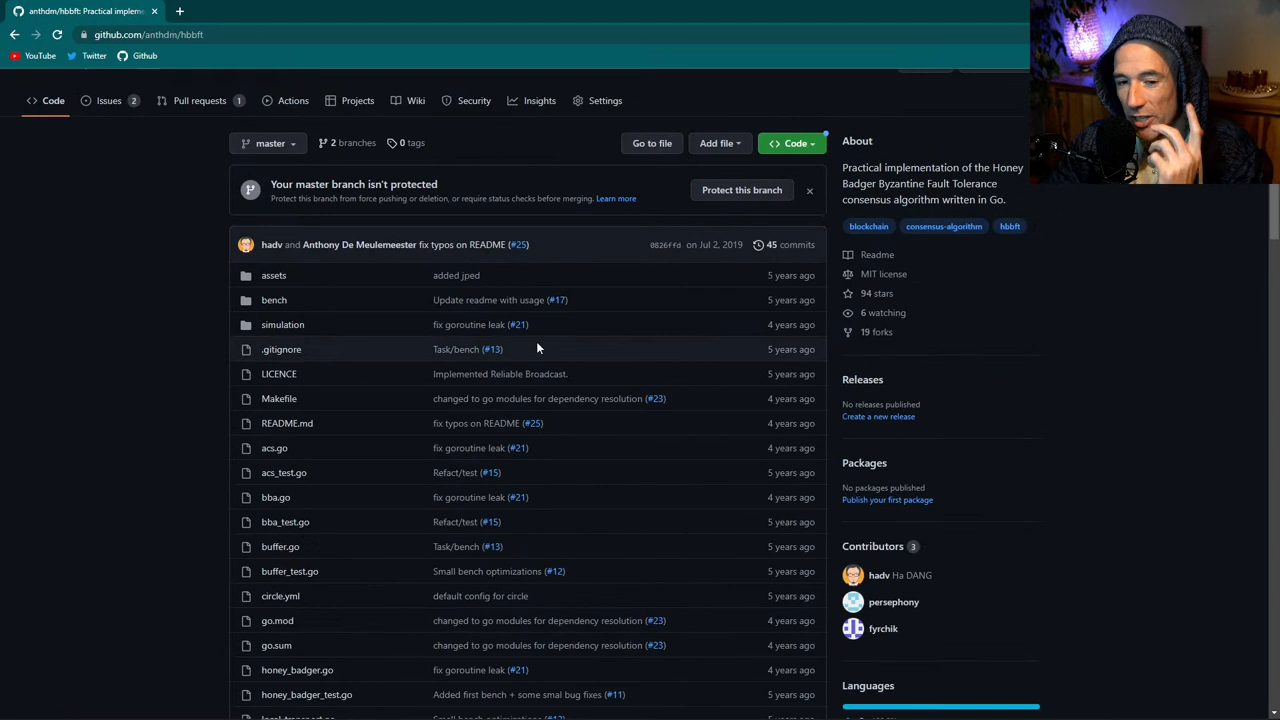 anthdm/hbbft: Practical impleme
github.com/anthdm/hbbft
YouTube Twitter Github
Code Issues 2 Pull requests 1 Actions Projects Wiki Security Insights Settings
master 2 branches 0 tags Go to file Add file Code
Your master branch isn't protected
Protect this branch from force pushing or deletion, or require status checks before merging. Learn more
Protect this branch
hadv and Anthony De Meulemeester fix typos on README (#25) 0826ffd on Jul 2, 2019 45 commits
assets added jped 5 years ago
bench Update readme with usage (#17) 5 years ago
simulation fix goroutine leak (#21) 4 years ago
.gitignore Task/bench (#13) 5 years ago
LICENCE Implemented Reliable Broadcast. 5 years ago
Makefile changed to go modules for dependency resolution (#23) 4 years ago
README.md fix typos on README (#25) 4 years ago
acs.go fix goroutine leak (#21) 4 years ago
acs_test.go Refact/test (#15) 5 years ago
bba.go fix goroutine leak (#21) 4 years ago
bba_test.go Refact/test (#15) 5 years ago
buffer.go Task/bench (#13) 5 years ago
buffer_test.go Small bench optimizations (#12) 5 years ago
circle.yml default config for circle 5 years ago
go.mod changed to go modules for dependency resolution (#23) 4 years ago
go.sum changed to go modules for dependency resolution (#23) 4 years ago
honey_badger.go fix goroutine leak (#21) 4 years ago
honey_badger_test.go Added first bench + some smal bug fixes (#11) 5 years ago
About
Practical implementation of the Honey
Badger Byzantine Fault Tolerance
consensus algorithm written in Go.
blockchain consensus-algorithm hbbft
Readme
MIT license
94 stars
6 watching
19 forks
Releases
No releases published
Create a new release
Packages
No packages published
Publish your first package
Contributors 3
hadv Ha DANG
persephony
fyrchik
Languages